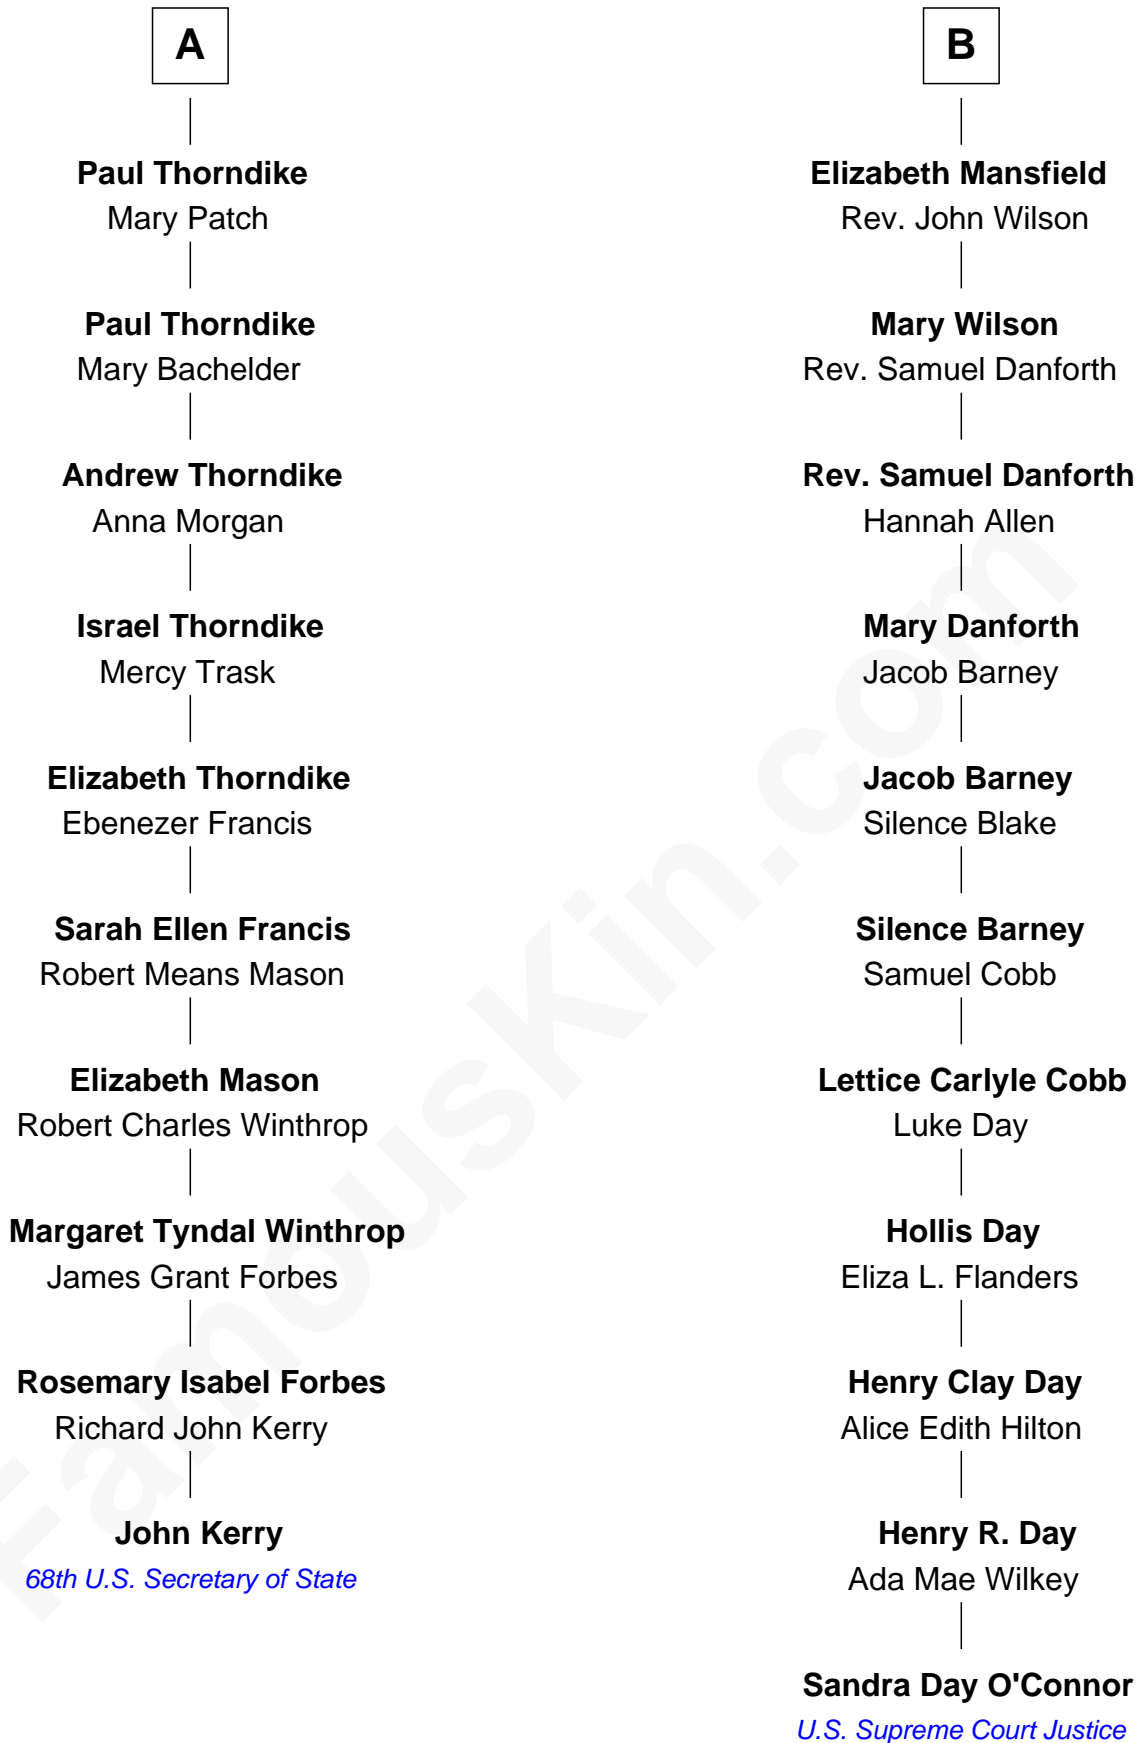 A
Paul Thorndike
Mary Patch
Paul Thorndike
Mary Bachelder
Andrew Thorndike
Anna Morgan
Israel Thorndike
Mercy Trask
Elizabeth Thorndike
Ebenezer Francis
Sarah Ellen Francis
Robert Means Mason
Elizabeth Mason
Robert Charles Winthrop
Margaret Tyndal Winthrop
James Grant Forbes
Rosemary Isabel Forbes
Richard John Kerry
John Kerry
68th U.S. Secretary of State
B
Elizabeth Mansfield
Rev. John Wilson
Mary Wilson
Rev. Samuel Danforth
Rev. Samuel Danforth
Hannah Allen
Mary Danforth
Jacob Barney
Jacob Barney
Silence Blake
Silence Barney
Samuel Cobb
Lettice Carlyle Cobb
Luke Day
Hollis Day
Eliza L. Flanders
Henry Clay Day
Alice Edith Hilton
Henry R. Day
Ada Mae Wilkey
Sandra Day O'Connor
U.S. Supreme Court Justice
FamousKin.com